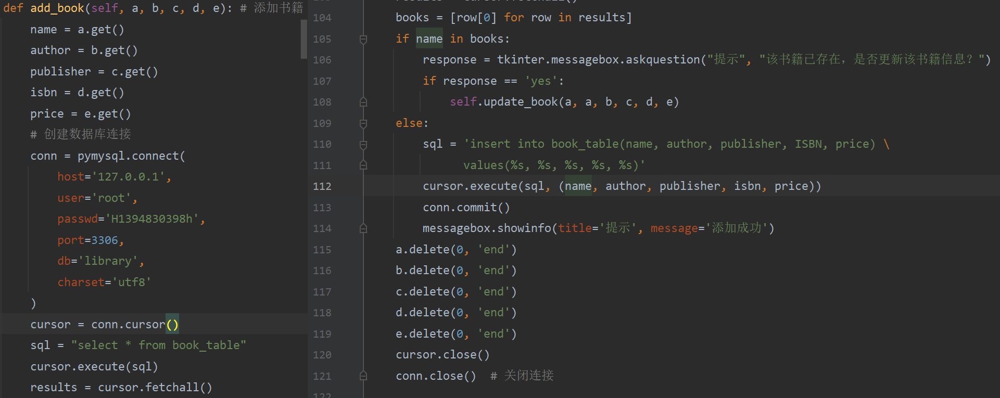 def add_book(self, a, b, c, d, e): # 添加书籍
name = a.get()
author = b.get()
publisher = c.get()
isbn = d.get()
price = e.get()
# 创建数据库连接
conn = pymysql.connect(
host='127.0.0.1',
user='root',
passwd='H1394830398h',
port=3306,
db='library',
charset='utf8'
)
cursor = conn.cursor()
sql = "select * from book_table"
cursor.execute(sql)
results = cursor.fetchall()
104 books = [row[0] for row in results]
105 if name in books:
106 response = tkinter.messagebox.askquestion("提示", "该书籍已存在，是否更新该书籍信息？")
107 if response == 'yes':
108 self.update_book(a, a, b, c, d, e)
109 else:
110 sql = 'insert into book_table(name, author, publisher, ISBN, price) \
111 values(%s, %s, %s, %s, %s)'
112 cursor.execute(sql, (name, author, publisher, isbn, price))
113 conn.commit()
114 messagebox.showinfo(title='提示', message='添加成功')
115 a.delete(0, 'end')
116 b.delete(0, 'end')
117 c.delete(0, 'end')
118 d.delete(0, 'end')
119 e.delete(0, 'end')
120 cursor.close()
121 conn.close() # 关闭连接